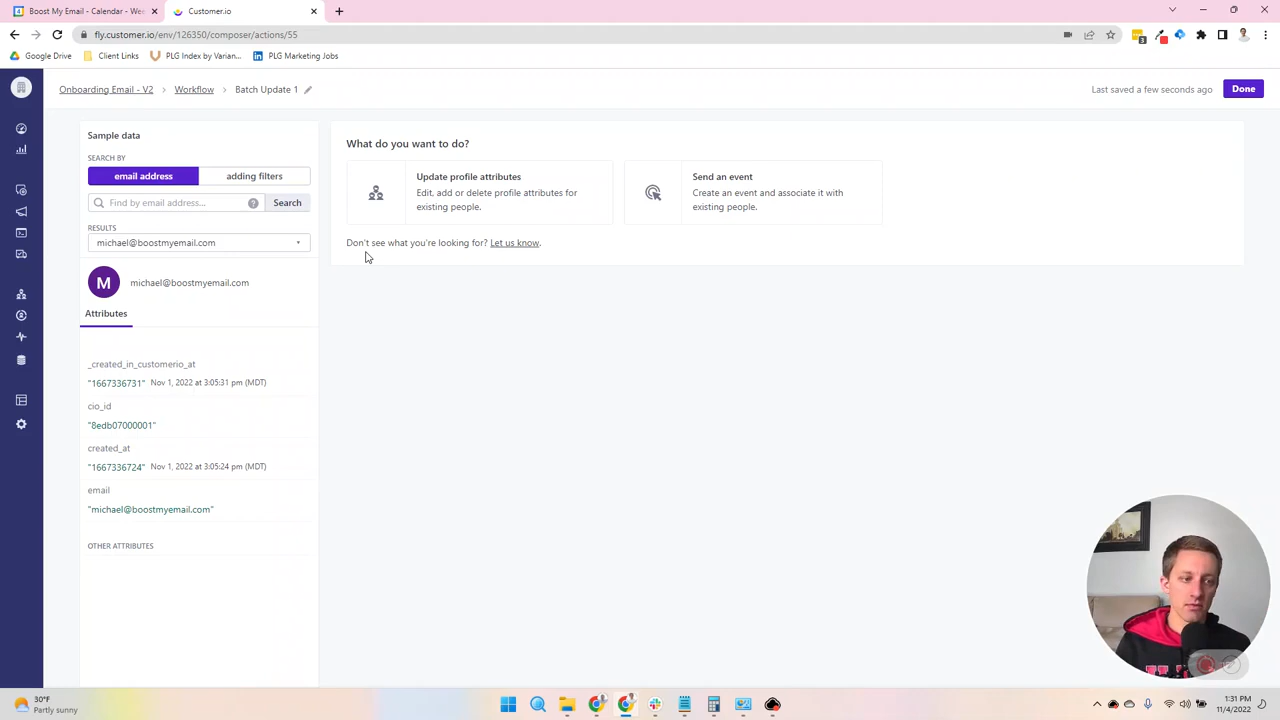 Boost My Email - Calendar - Wee
Customer.io
fly.customer.io/env/126350/composer/actions/55
3
Google Drive
Client Links
PLG Index by Varian...
PLG Marketing Jobs
Onboarding Email - V2
Workflow
Batch Update 1
Last saved a few seconds ago
Done
Sample data
SEARCH BY
email address
adding filters
Find by email address...
?
Search
RESULTS
michael@boostmyemail.com
M
michael@boostmyemail.com
Attributes
_created_in_customerio_at
"1667336731" Nov 1, 2022 at 3:05:31 pm (MDT)
cio_id
"8edb07000001"
created_at
"1667336724" Nov 1, 2022 at 3:05:24 pm (MDT)
email
"michael@boostmyemail.com"
OTHER ATTRIBUTES
What do you want to do?
Update profile attributes
Edit, add or delete profile attributes for
existing people.
Send an event
Create an event and associate it with
existing people.
Don't see what you're looking for? Let us know.
30°F
Partly sunny
1:31 PM
11/4/2022